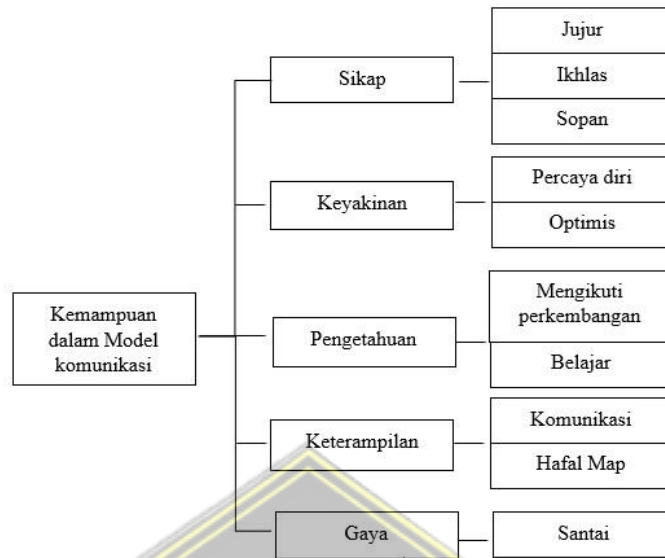 Kemampuan
dalam Model
komunikasi
Sikap
Jujur
Ikhlas
Sopan
Keyakinan
Percaya diri
Optimis
Pengetahuan
Mengikuti
perkembangan
Belajar
Keterampilan
Komunikasi
Hafal Map
Gaya
Santai